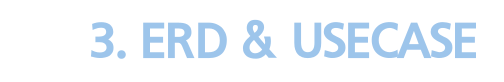 3. ERD & USECASE